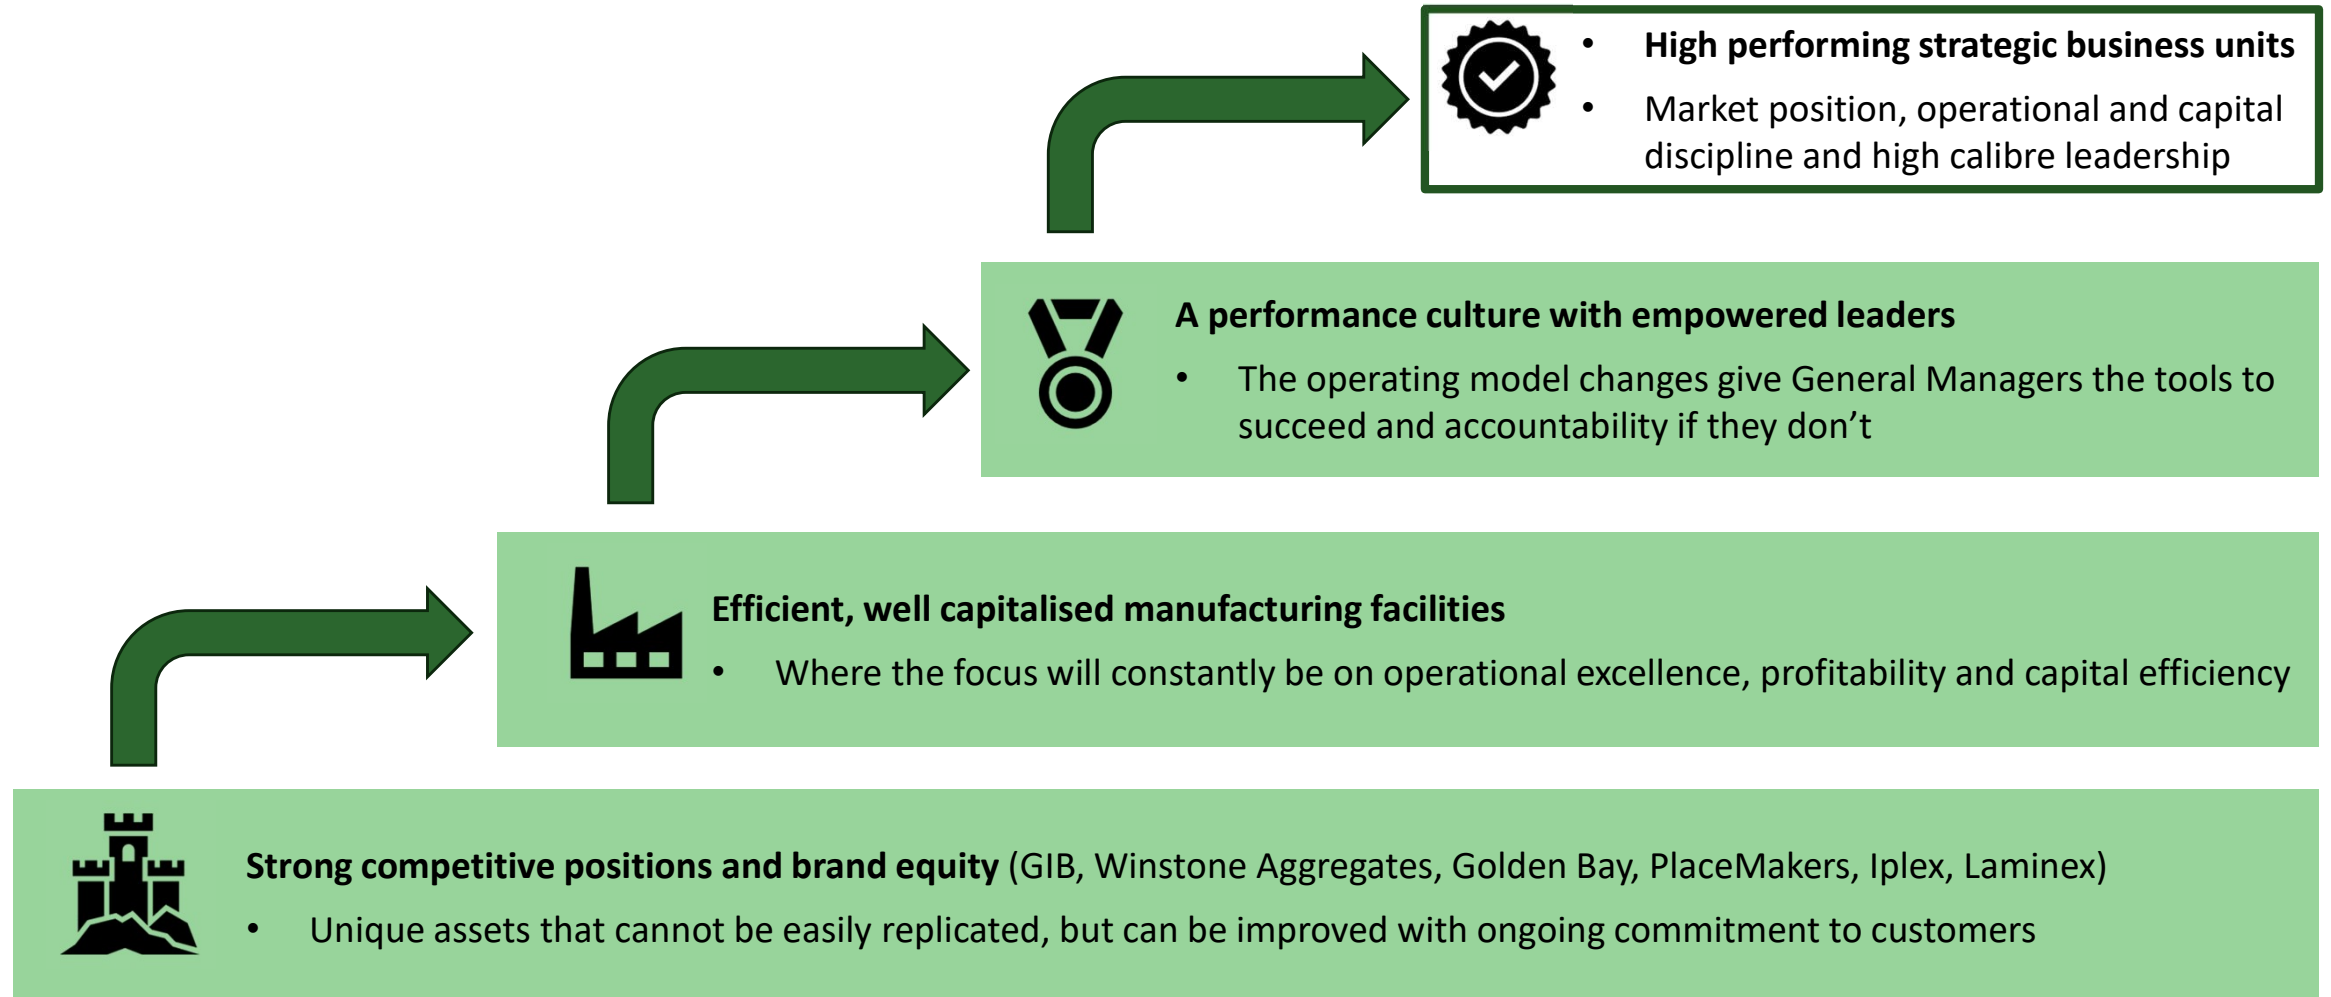 • High performing strategic business units
• Market position, operational and capital
discipline and high calibre leadership
A performance culture with empowered leaders
• The operating model changes give General Managers the tools to
succeed and accountability if they don’t
Efficient, well capitalised manufacturing facilities
• Where the focus will constantly be on operational excellence, profitability and capital efficiency
Strong competitive positions and brand equity (GIB, Winstone Aggregates, Golden Bay, PlaceMakers, Iplex, Laminex)
• Unique assets that cannot be easily replicated, but can be improved with ongoing commitment to customers